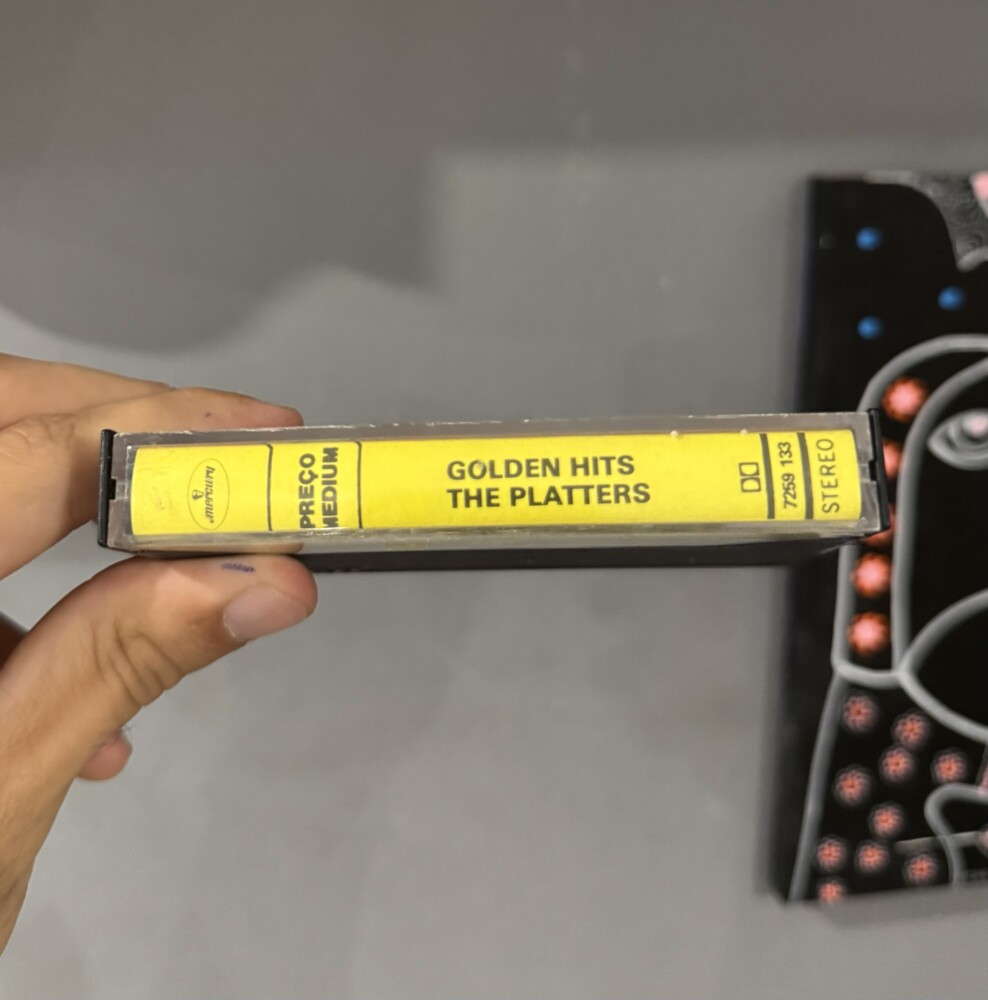 mercury
PREÇO
MEDIUM
GOLDEN HITS
THE PLATTERS
7259 133
STEREO